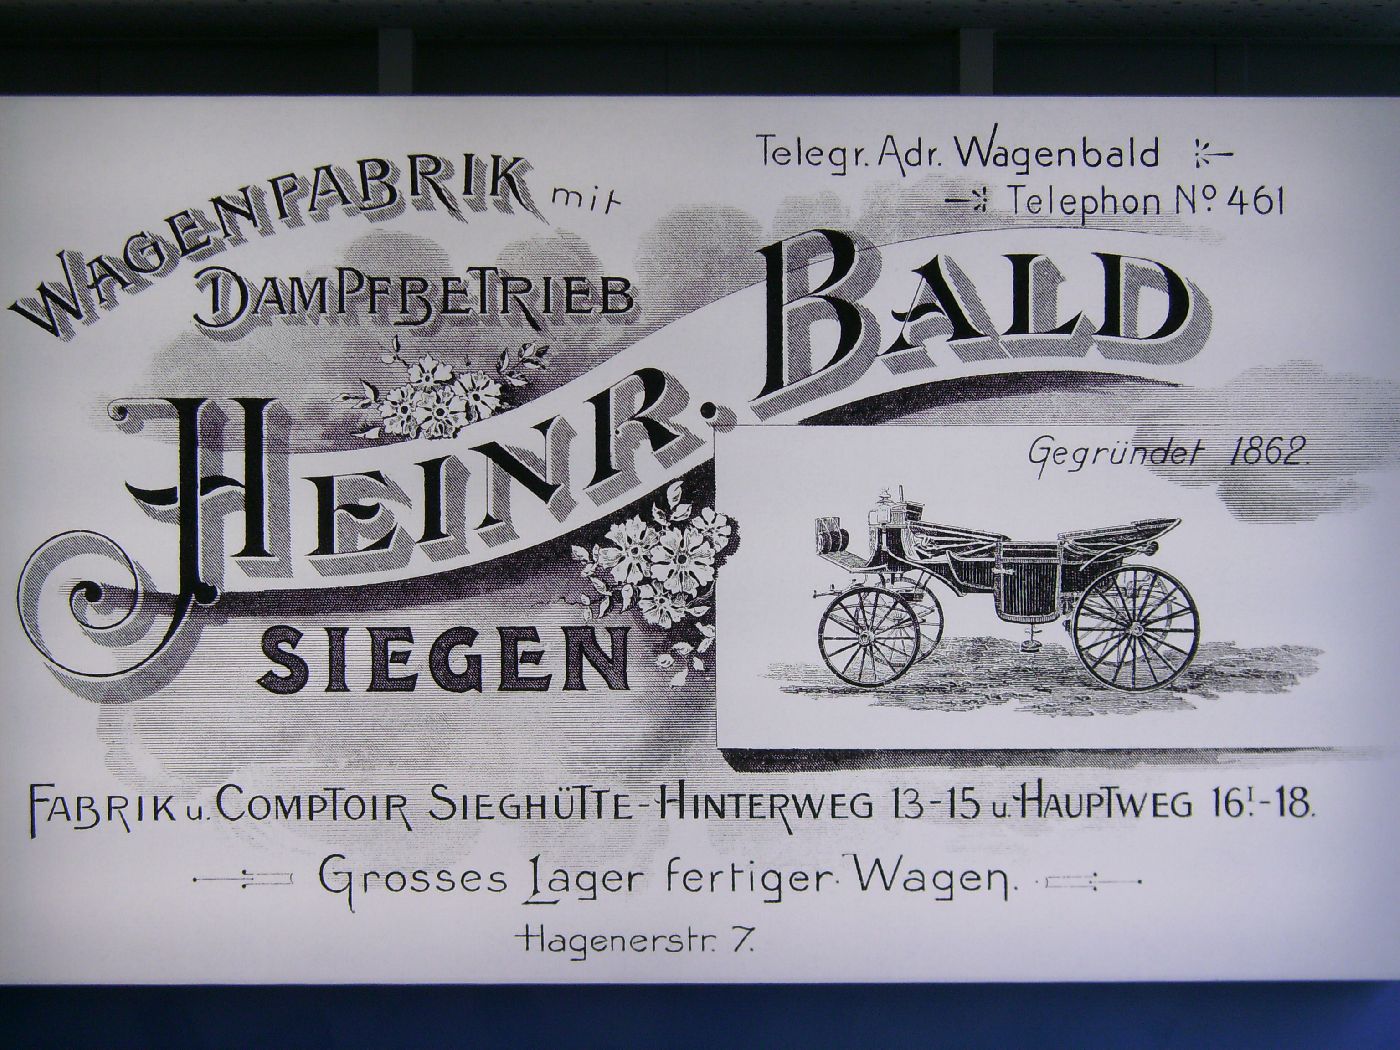 WAGENFABRIK mit
DAMPFBETRIEB
Telegr. Adr. Wagenbald
Telephon No. 461
HEINR. BALD
Gegründet 1862.
SIEGEN
FABRIK u. COMPTOIR SIEGHÜTTE-HINTERWEG 13-15 u. HAUPTWEG 16!-18.
Grosses Lager fertiger Wagen.
Hagenerstr. 7.